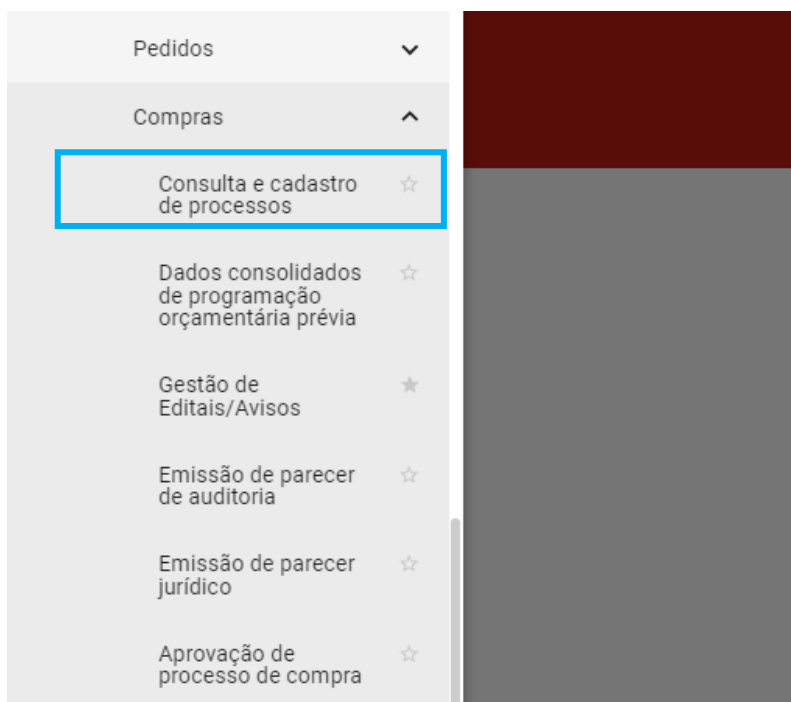 Pedidos
Compras
Consulta e cadastro
de processos
Dados consolidados
de programação
orçamentária prévia
Gestão de
Editais/Avisos
Emissão de parecer
de auditoria
Emissão de parecer
jurídico
Aprovação de
processo de compra